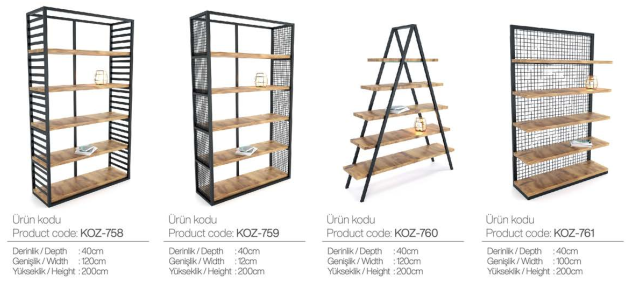 Ürün kodu
Product code: KOZ-758
Derinlik / Depth : 40cm
Genişlik / Width : 120cm
Yükseklik / Height : 200cm
Ürün kodu
Product code: KOZ-759
Derinlik / Depth : 40cm
Genişlik / Width : 12cm
Yükseklik / Height : 200cm
Ürün kodu
Product code: KOZ-760
Derinlik / Depth : 40cm
Genişlik / Width : 120cm
Yükseklik / Height : 200cm
Ürün kodu
Product code: KOZ-761
Derinlik / Depth : 40cm
Genişlik / Width : 100cm
Yükseklik / Height : 200cm